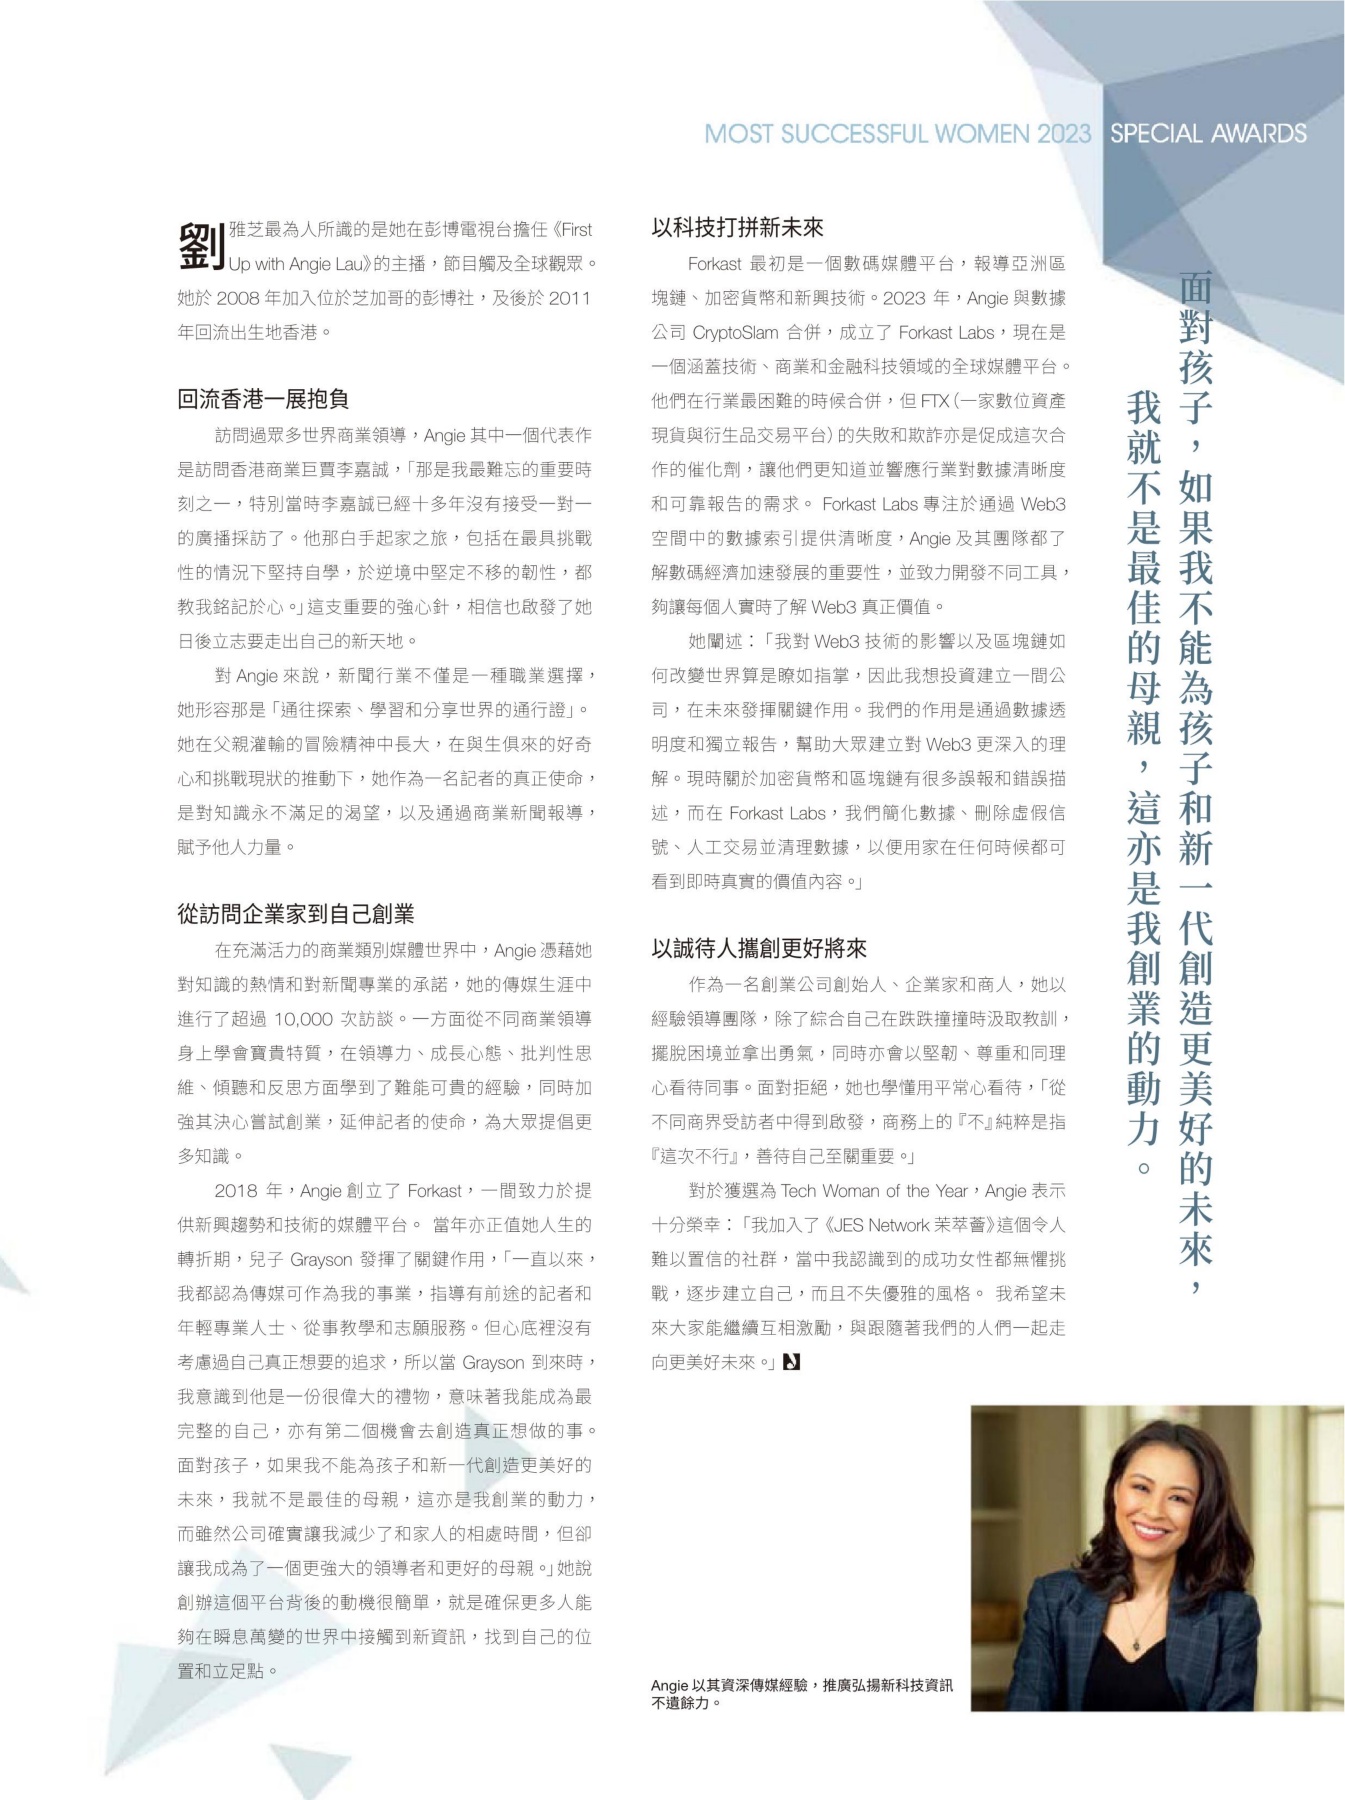 MOST SUCCESSFUL WOMEN 2023 SPECIAL AWARDS
劉雅芝最為人所識的是她在彭博電視台擔任《First
Up with Angie Lau》的主播，節目觸及全球觀眾。
她於 2008 年加入位於芝加哥的彭博社，及後於 2011
年回流出生地香港。
回流香港一展抱負
訪問過眾多世界商業領導，Angie 其中一個代表作
是訪問香港商業巨賈李嘉誠，「那是我最難忘的重要時
刻之一，特別當時李嘉誠已經十多年沒有接受一對一
的廣播採訪了。他那白手起家之旅，包括在最具挑戰
性的情況下堅持自學，於逆境中堅定不移的韌性，都
教我銘記於心。」這支重要的強心針，相信也啟發了她
日後立志要走出自己的新天地。
對 Angie 來說，新聞行業不僅是一種職業選擇，
她形容那是「通往探索、學習和分享世界的通行證」。
她在父親灌輸的冒險精神中長大，在與生俱來的好奇
心和挑戰現狀的推動下，她作為一名記者的真正使命，
是對知識永不滿足的渴望，以及通過商業新聞報導，
賦予他人力量。
從訪問企業家到自己創業
在充滿活力的商業類別媒體世界中，Angie 憑藉她
對知識的熱情和對新聞專業的承諾，她的傳媒生涯中
進行了超過 10,000 次訪談。一方面從不同商業領導
身上學會寶貴特質，在領導力、成長心態、批判性思
維、傾聽和反思方面學到了難能可貴的經驗，同時加
強其決心嘗試創業，延伸記者的使命，為大眾提倡更
多知識。
2018 年，Angie 創立了 Forkast，一間致力於提
供新興趨勢和技術的媒體平台。 當年亦正值她人生的
轉折期，兒子 Grayson 發揮了關鍵作用，「一直以來，
我都認為傳媒可作為我的事業，指導有前途的記者和
年輕專業人士、從事教學和志願服務。但心底裡沒有
考慮過自己真正想要的追求，所以當 Grayson 到來時，
我意識到他是一份很偉大的禮物，意味著我能成為最
完整的自己，亦有第二個機會去創造真正想做的事。
面對孩子，如果我不能為孩子和新一代創造更美好的
未來，我就不是最佳的母親，這亦是我創業的動力，
而雖然公司確實讓我減少了和家人的相處時間，但卻
讓我成為了一個更強大的領導者和更好的母親。」她說
創辦這個平台背後的動機很簡單，就是確保更多人能
夠在瞬息萬變的世界中接觸到新資訊，找到自己的位
置和立足點。
以科技打拼新未來
Forkast 最初是一個數碼媒體平台，報導亞洲區
塊鏈、加密貨幣和新興技術。2023 年，Angie 與數據
公司 CryptoSlam 合併，成立了 Forkast Labs，現在是
一個涵蓋技術、商業和金融科技領域的全球媒體平台。
他們在行業最困難的時候合併，但 FTX（一家數位資產
現貨與衍生品交易平台）的失敗和欺詐亦是促成這次合
作的催化劑，讓他們更知道並響應行業對數據清晰度
和可靠報告的需求。 Forkast Labs 專注於通過 Web3
空間中的數據索引提供清晰度，Angie 及其團隊都了
解數碼經濟加速發展的重要性，並致力開發不同工具，
夠讓每個人實時了解 Web3 真正價值。
她闡述：「我對 Web3 技術的影響以及區塊鏈如
何改變世界算是瞭如指掌，因此我想投資建立一間公
司，在未來發揮關鍵作用。我們的作用是通過數據透
明度和獨立報告，幫助大眾建立對 Web3 更深入的理
解。現時關於加密貨幣和區塊鏈有很多誤報和錯誤描
述，而在 Forkast Labs，我們簡化數據、刪除虛假信
號、人工交易並清理數據，以便用家在任何時候都可
看到即時真實的價值內容。」
以誠待人攜創更好將來
作為一名創業公司創始人、企業家和商人，她以
經驗領導團隊，除了綜合自己在跌跌撞撞時汲取教訓，
擺脫困境並拿出勇氣，同時亦會以堅韌、尊重和同理
心看待同事。面對拒絕，她也學懂用平常心看待，「從
不同商界受訪者中得到啟發，商務上的『不』純粹是指
『這次不行』，善待自己至關重要。」
對於獲選為 Tech Woman of the Year，Angie 表示
十分榮幸：「我加入了《JES Network 茉萃薈》這個令人
難以置信的社群，當中我認識到的成功女性都無懼挑
戰，逐步建立自己，而且不失優雅的風格。 我希望未
來大家能繼續互相激勵，與跟隨著我們的人們一起走
向更美好未來。」
面對孩子，如果我不能為孩子和新一代創造更美好的未來，
我就不是最佳的母親，這亦是我創業的動力。
Angie 以其資深傳媒經驗，推廣弘揚新科技資訊
不遺餘力。